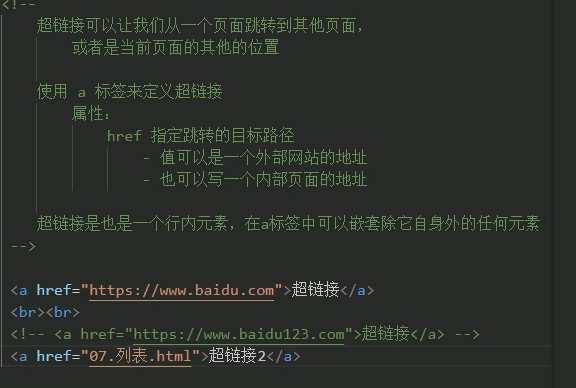 <!--
超链接可以让我们从一个页面跳转到其他页面，
或者是当前页面的其他的位置
使用 a 标签来定义超链接
属性：
href 指定跳转的目标路径
- 值可以是一个外部网站的地址
- 也可以写一个内部页面的地址
超链接是也是一个行内元素，在a标签中可以嵌套除它自身外的任何元素
-->
<a href="https://www.baidu.com">超链接</a>
<br><br>
<!-- <a href="https://www.baidu123.com">超链接</a> -->
<a href="07.列表.html">超链接2</a>